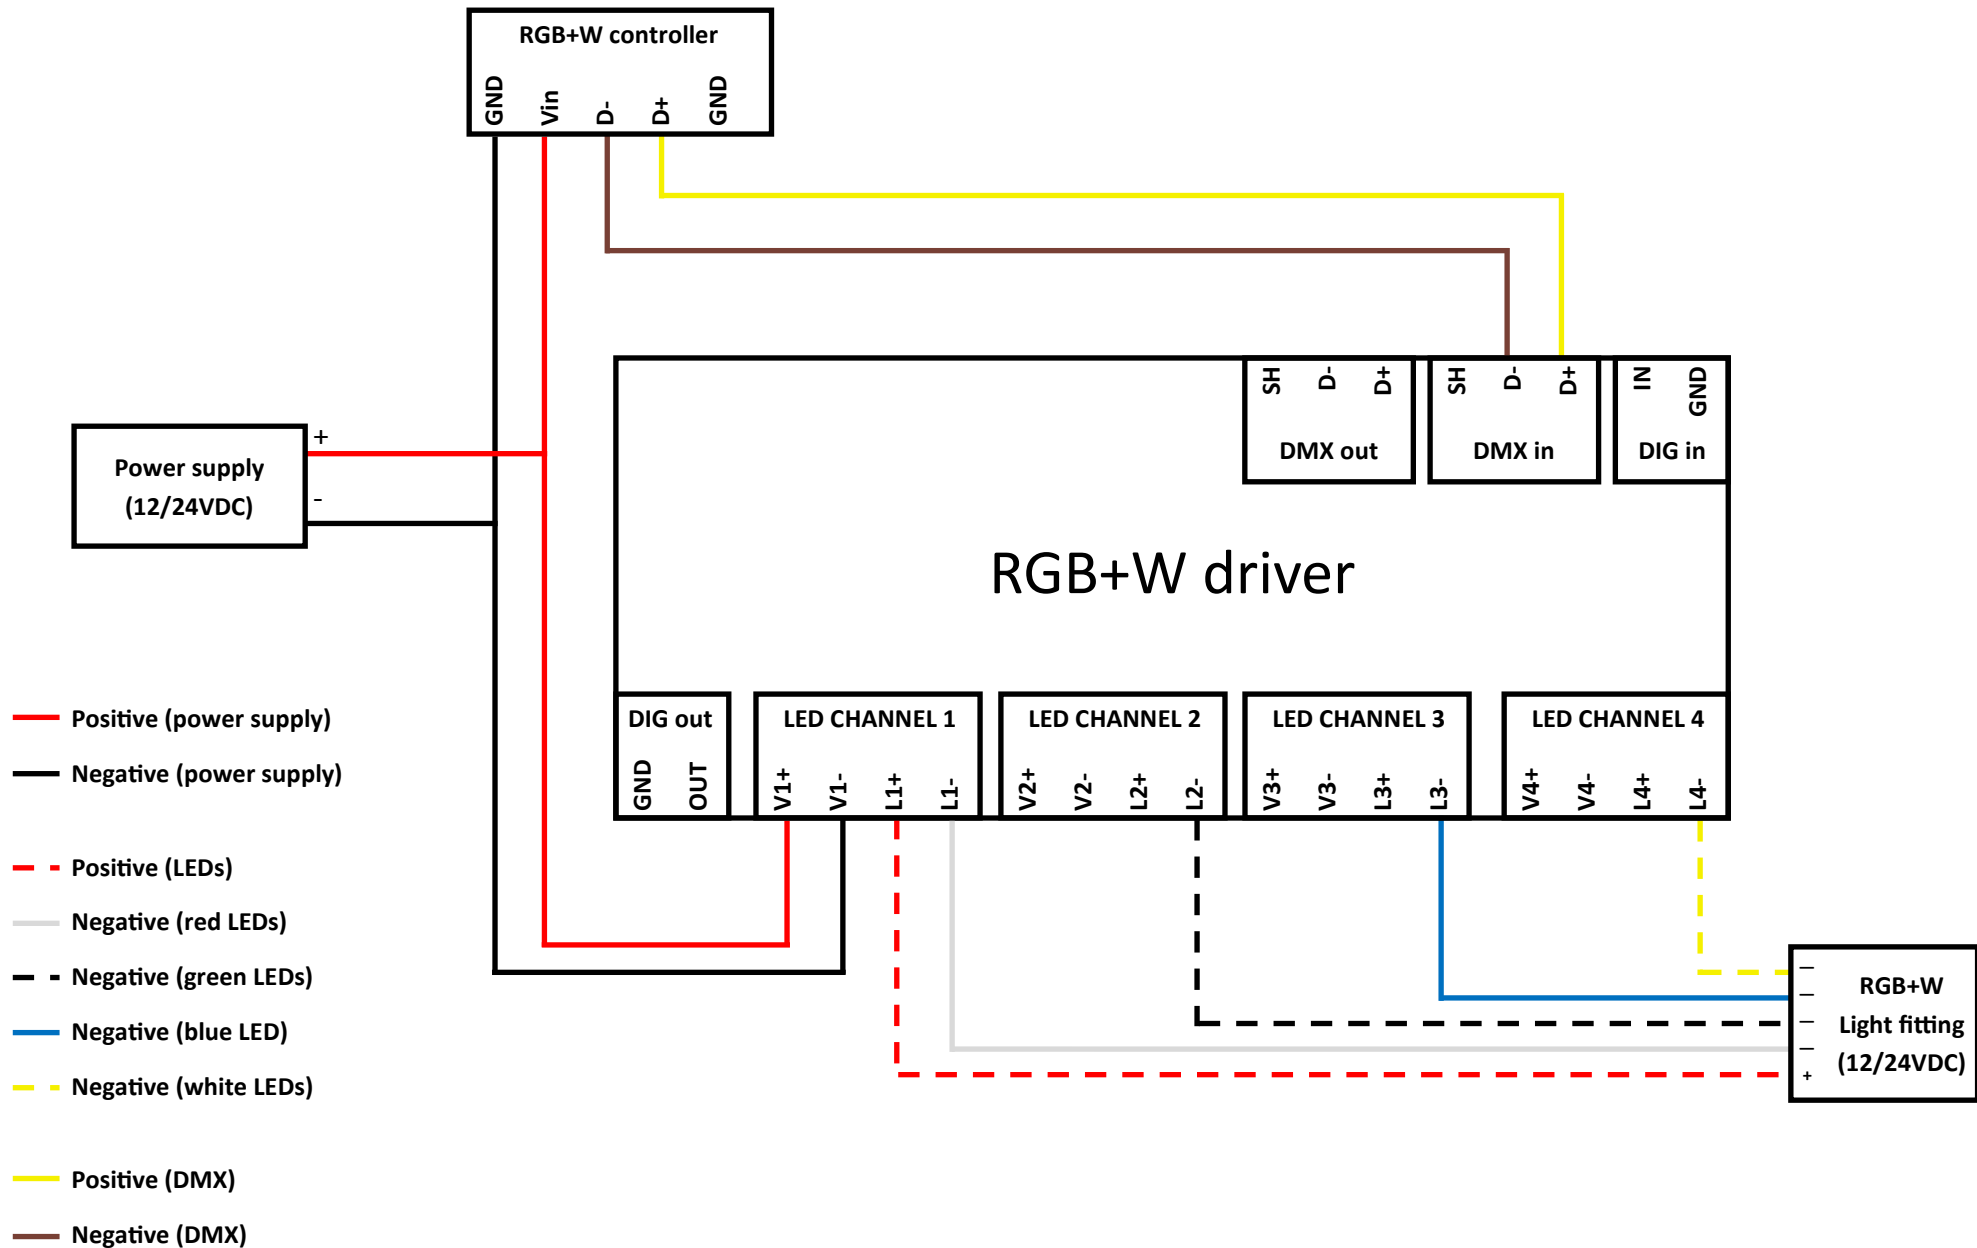 RGB+W controller
GND Vin D- D+ GND
+
Power supply
(12/24VDC)
-
SH D- D+
DMX out
SH D- D+
DMX in
IN GND
DIG in
RGB+W driver
DIG out
GND OUT
LED CHANNEL 1
V1+ V1- L1+ L1-
LED CHANNEL 2
V2+ V2- L2+ L2-
LED CHANNEL 3
V3+ V3- L3+ L3-
LED CHANNEL 4
V4+ V4- L4+ L4-
Positive (power supply)
Negative (power supply)
Positive (LEDs)
Negative (red LEDs)
Negative (green LEDs)
Negative (blue LED)
Negative (white LEDs)
Positive (DMX)
Negative (DMX)
—
—
—
—
+
RGB+W
Light fitting
(12/24VDC)